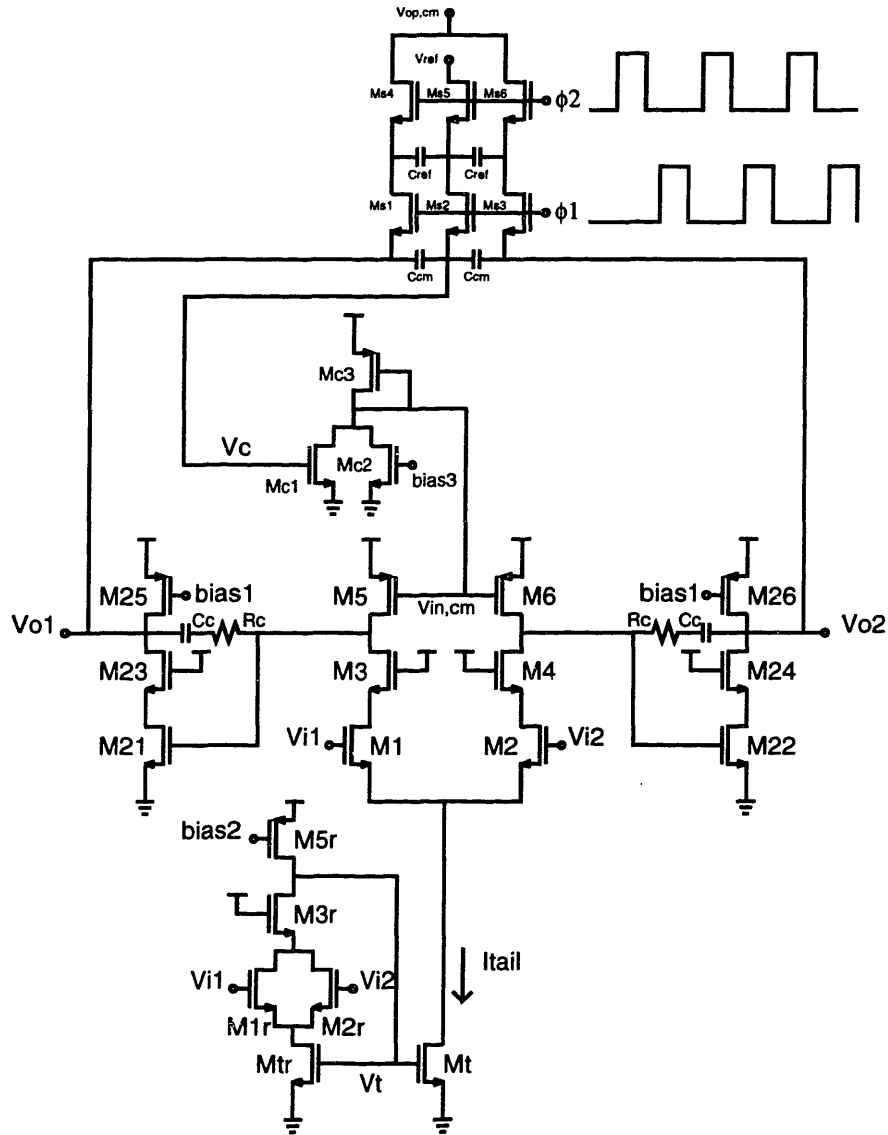 Vop,cm
Vref
Ms4 Ms5 Ms6 ϕ2
Cref Cref
Ms1 Ms2 Ms3 ϕ1
Ccm Ccm
Mc3
Vc
Mc1 Mc2 bias3
M25 bias1 M5 Vin,cm M6 bias1 M26
Vo1 Cc Rc Rc Cc Vo2
M23 M3 M4 M24
M21 Vi1 M1 M2 Vi2 M22
bias2 M5r
M3r
Itail
Vi1 Vi2
M1r M2r
Mtr Vt Mt